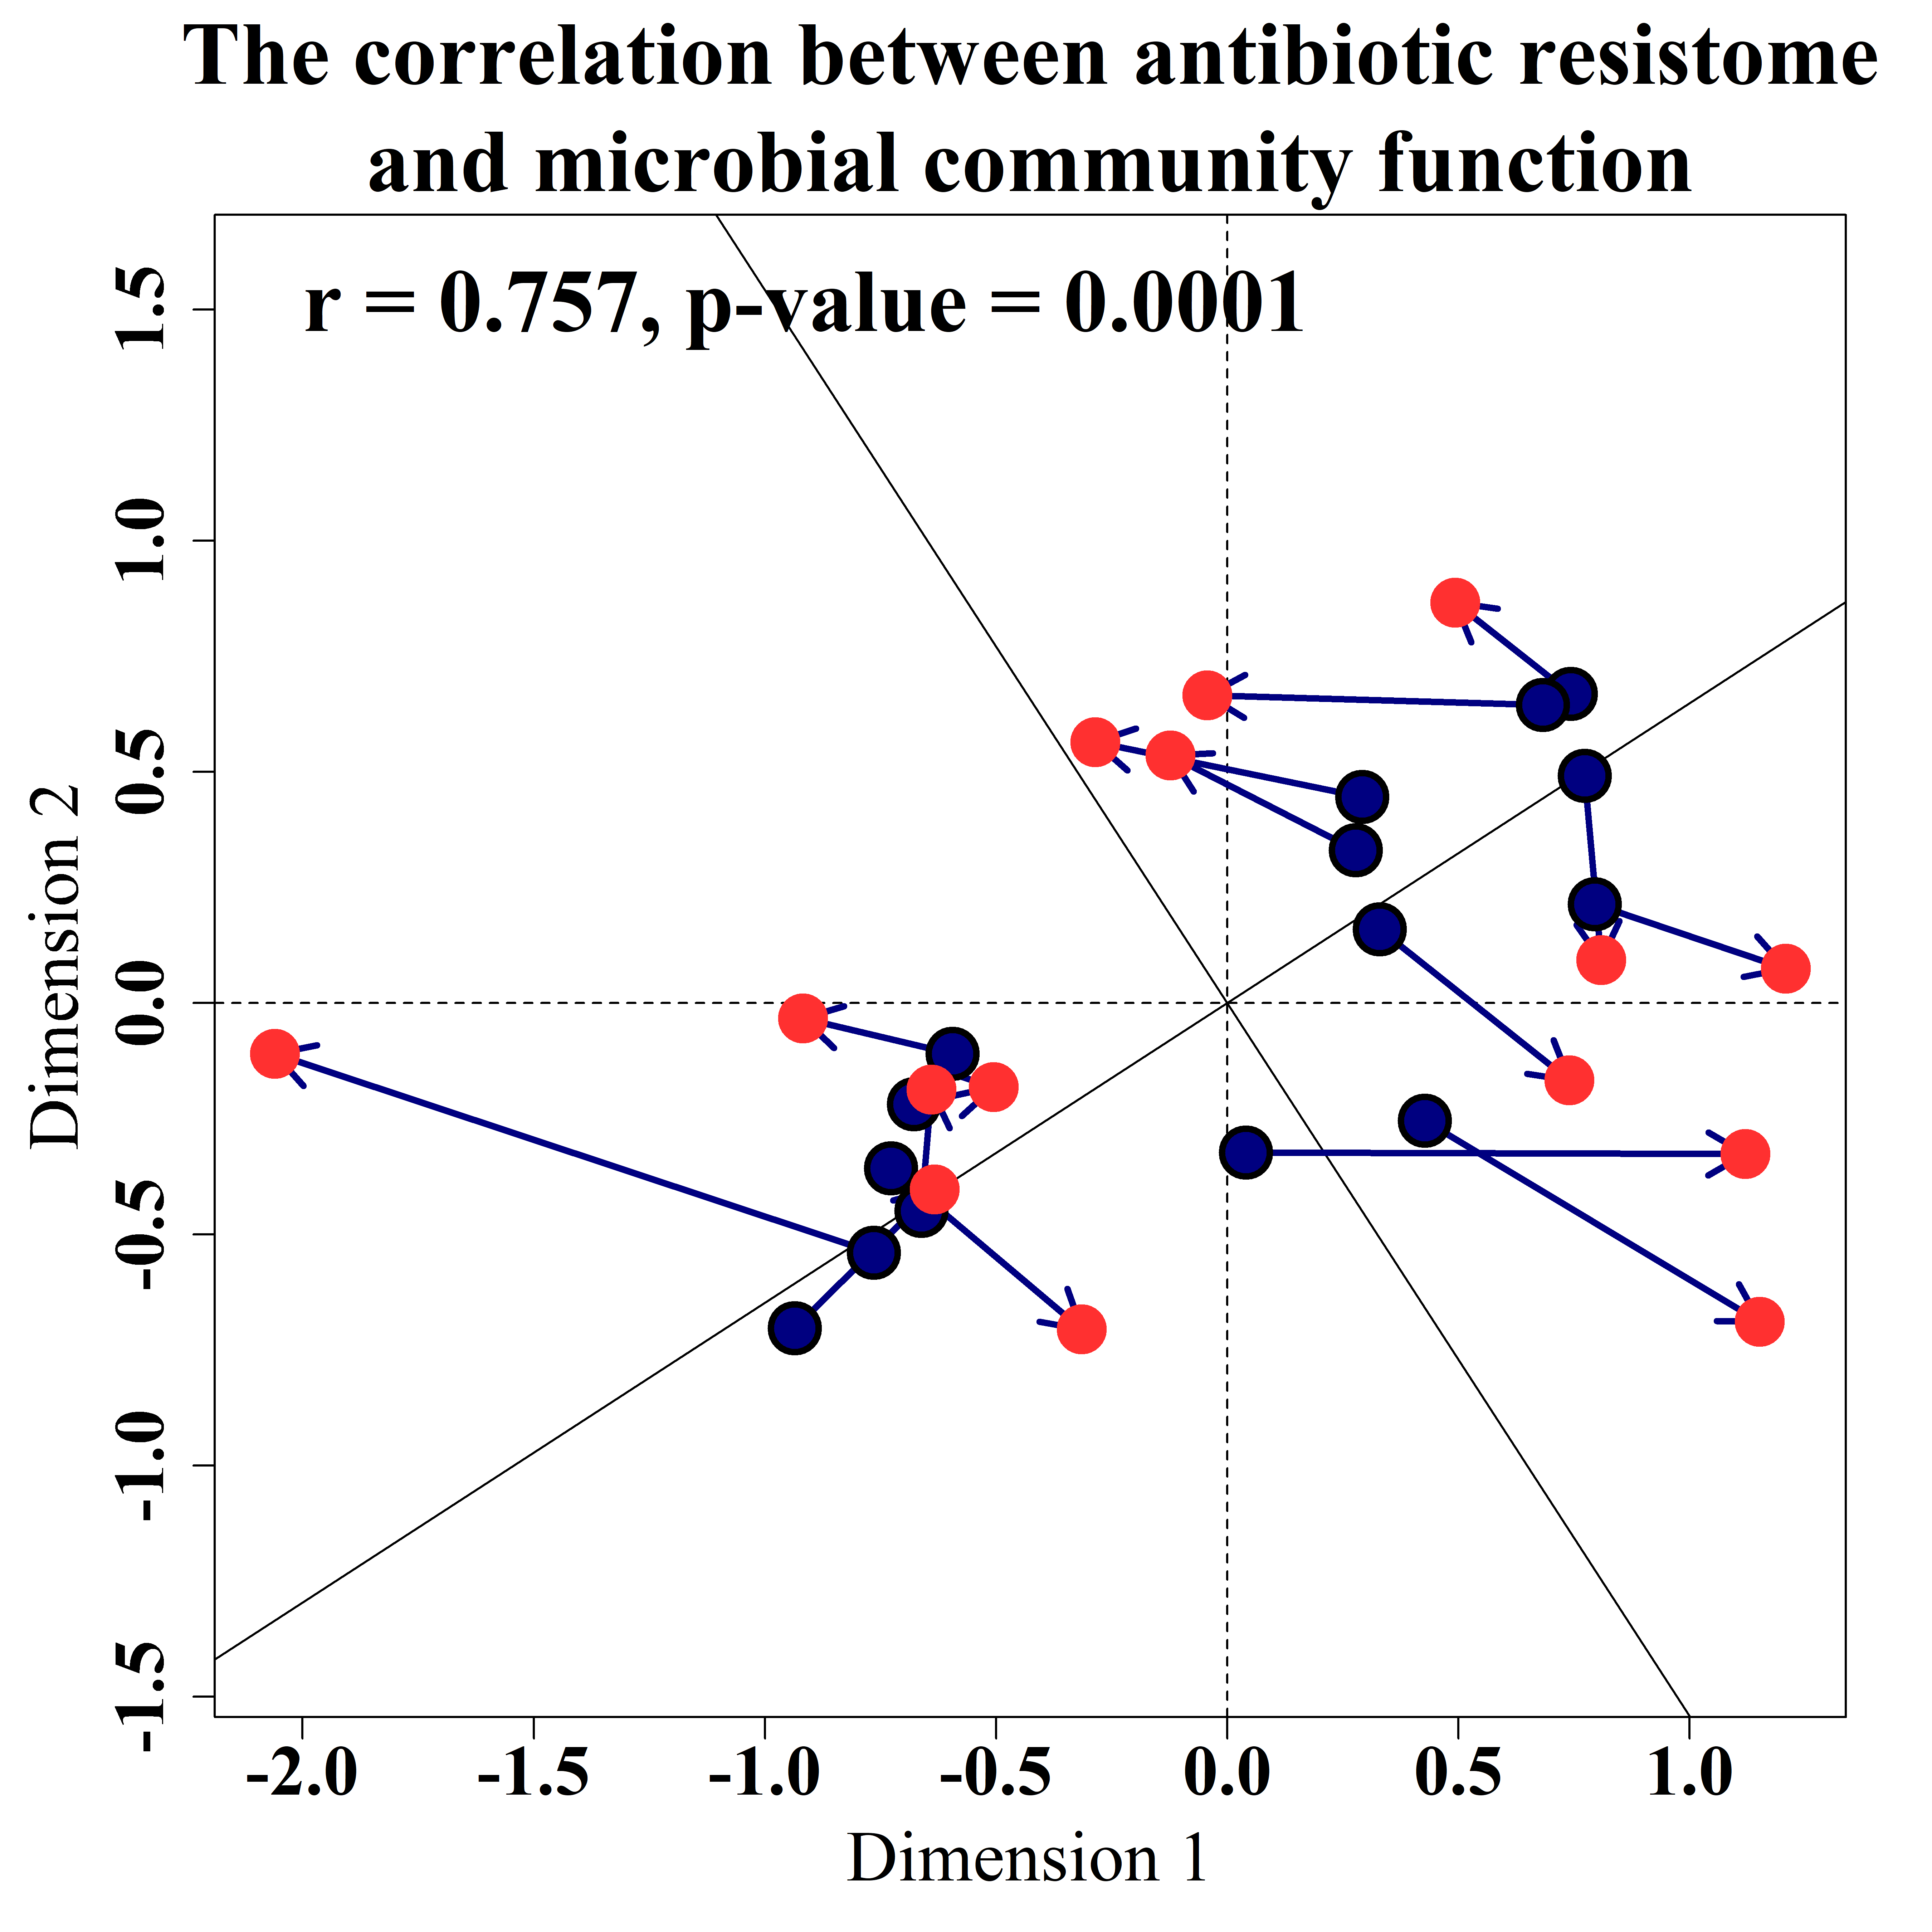 The correlation between antibiotic resistome
and microbial community function
r = 0.757, p-value = 0.0001
1.5
1.0
0.5
0.0
-0.5
-1.0
-1.5
Dimension 2
-2.0 -1.5 -1.0 -0.5 0.0 0.5 1.0
Dimension 1